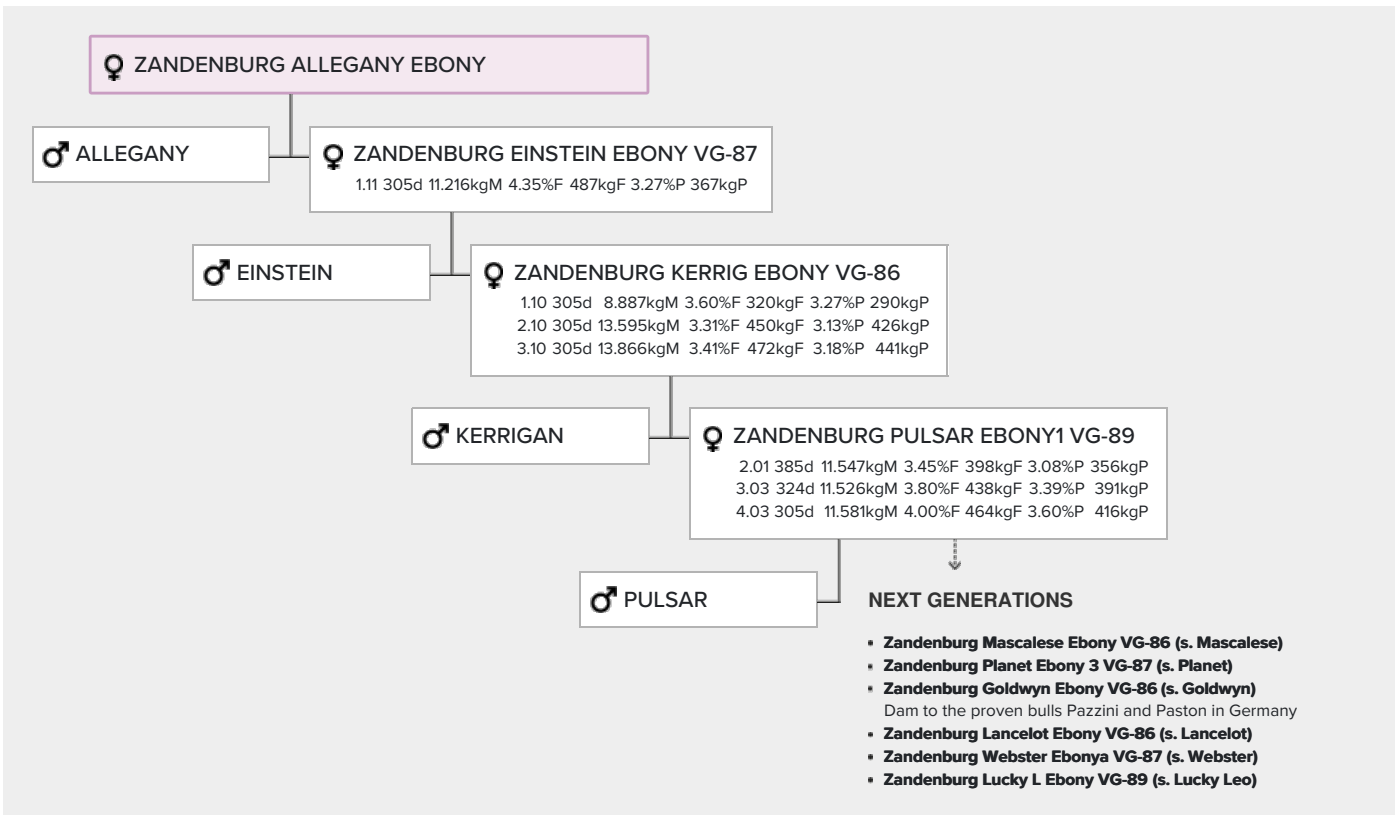 ZANDENBURG ALLEGANY EBONY
ALLEGANY
ZANDENBURG EINSTEIN EBONY VG-87
1.11 305d 11.216kgM 4.35%F 487kgF 3.27%P 367kgP
EINSTEIN
ZANDENBURG KERRIG EBONY VG-86
1.10 305d 8.887kgM 3.60%F 320kgF 3.27%P 290kgP
2.10 305d 13.595kgM 3.31%F 450kgF 3.13%P 426kgP
3.10 305d 13.866kgM 3.41%F 472kgF 3.18%P 441kgP
KERRIGAN
ZANDENBURG PULSAR EBONY1 VG-89
2.01 385d 11.547kgM 3.45%F 398kgF 3.08%P 356kgP
3.03 324d 11.526kgM 3.80%F 438kgF 3.39%P 391kgP
4.03 305d 11.581kgM 4.00%F 464kgF 3.60%P 416kgP
PULSAR
NEXT GENERATIONS
• Zandenburg Mascalese Ebony VG-86 (s. Mascalese)
• Zandenburg Planet Ebony 3 VG-87 (s. Planet)
• Zandenburg Goldwyn Ebony VG-86 (s. Goldwyn)
Dam to the proven bulls Pazzini and Paston in Germany
• Zandenburg Lancelot Ebony VG-86 (s. Lancelot)
• Zandenburg Webster Ebonya VG-87 (s. Webster)
• Zandenburg Lucky L Ebony VG-89 (s. Lucky Leo)